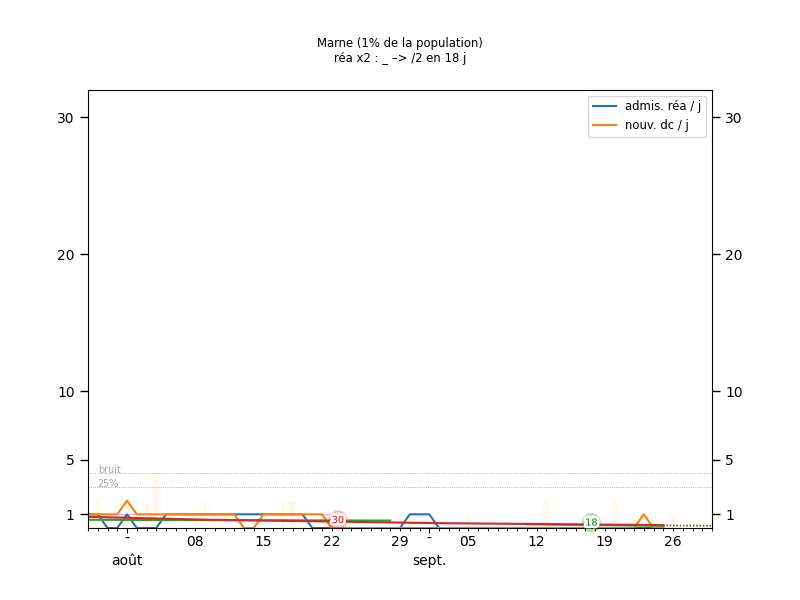 Marne (1% de la population)
réa x2 : _ –> /2 en 18 j
admis. réa / j
nouv. dc / j
30 30
20 20
10 10
5 5
1 1
bruit
25%
30
18
- 08 15 22 29 - 05 12 19 26
août sept.